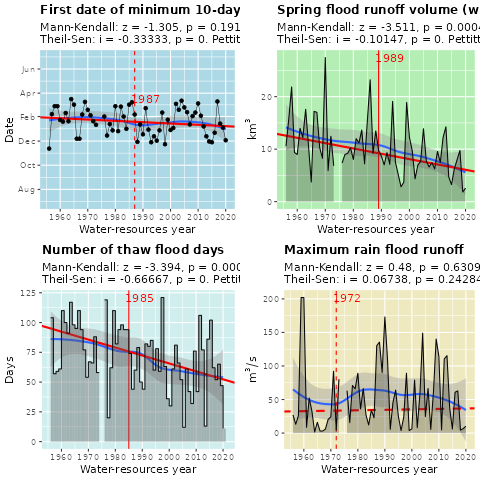 First date of minimum 10-day
Mann-Kendall: z = -1.305, p = 0.191
Theil-Sen: i = -0.33333, p = 0. Pettitt
1987
Date
Jun
Apr
Feb
Dec
Oct
Aug
1960 1970 1980 1990 2000 2010 2020
Water-resources year
Spring flood runoff volume (w
Mann-Kendall: z = -3.511, p = 0.0004
Theil-Sen: i = -0.10147, p = 0. Pettitt
1989
km³
20
10
0
1960 1970 1980 1990 2000 2010 2020
Water-resources year
Number of thaw flood days
Mann-Kendall: z = -3.394, p = 0.000
Theil-Sen: i = -0.66667, p = 0. Pettitt
1985
Days
125
100
75
50
25
0
1960 1970 1980 1990 2000 2010 2020
Water-resources year
Maximum rain flood runoff
Mann-Kendall: z = 0.48, p = 0.6309
Theil-Sen: i = 0.06738, p = 0.24284
1972
m³/s
200
150
100
50
0
1960 1970 1980 1990 2000 2010 2020
Water-resources year